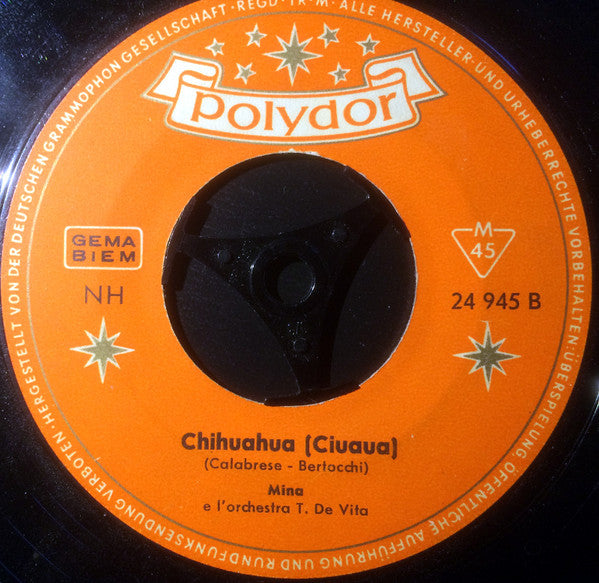 HERGESTELLT VON DER DEUTSCHEN GRAMMOPHON GESELLSCHAFT · REGD · TR · M · ALLE HERSTELLER- UND URHEBERRECHTE VORBEHALTEN · ÜBERSPIELUNG, ÖFFENTLICHE AUFFÜHRUNG UND RUNDFUNKSENDUNG VERBOTEN ·
polydor
GEMA
BIEM
M
45
NH
24 945 B
Chihuahua (Ciuaua)
(Calabrese - Bertocchi)
Mina
e l'orchestra T. De Vita